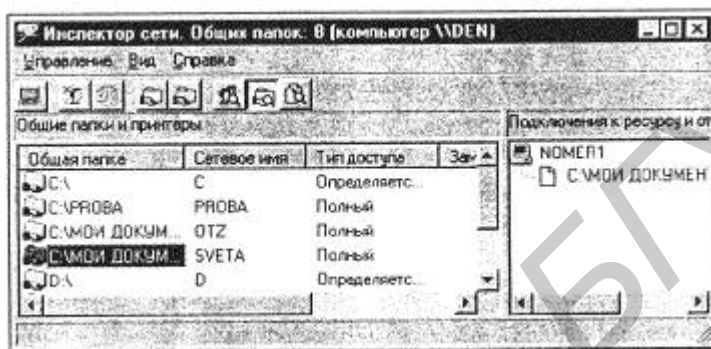 Инспектор сети. Общих папок: 8 (компьютер \\DEN)
Управление Вид Справка
Общие папки и принтеры
Подключения к ресурсу и от
Общая папка Сетевое имя Тип доступа Зам
C:\ C Определяетс...
C:\PROBA PROBA Полный
C:\МОИ ДОКУМ... OTZ Полный
C:\МОИ ДОКУМ... SVETA Полный
D:\ D Определяетс...
NOMER1
C:\МОИ ДОКУМЕН
БГ